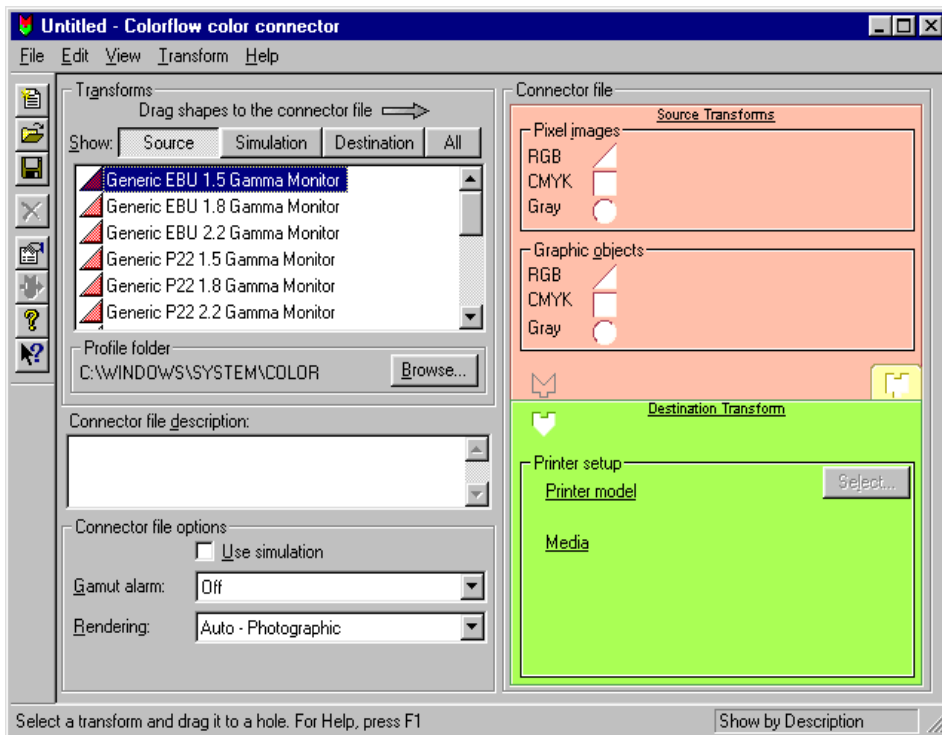 Untitled - Colorflow color connector
File Edit View Transform Help
Transforms
Drag shapes to the connector file
Show: Source Simulation Destination All
Generic EBU 1.5 Gamma Monitor
Generic EBU 1.8 Gamma Monitor
Generic EBU 2.2 Gamma Monitor
Generic P22 1.5 Gamma Monitor
Generic P22 1.8 Gamma Monitor
Generic P22 2.2 Gamma Monitor
Profile folder
C:\WINDOWS\SYSTEM\COLOR
Browse...
Connector file description:
Connector file options
Use simulation
Gamut alarm: Off
Rendering: Auto - Photographic
Connector file
Source Transforms
Pixel images
RGB
CMYK
Gray
Graphic objects
RGB
CMYK
Gray
Destination Transform
Printer setup
Select...
Printer model
Media
Select a transform and drag it to a hole. For Help, press F1
Show by Description